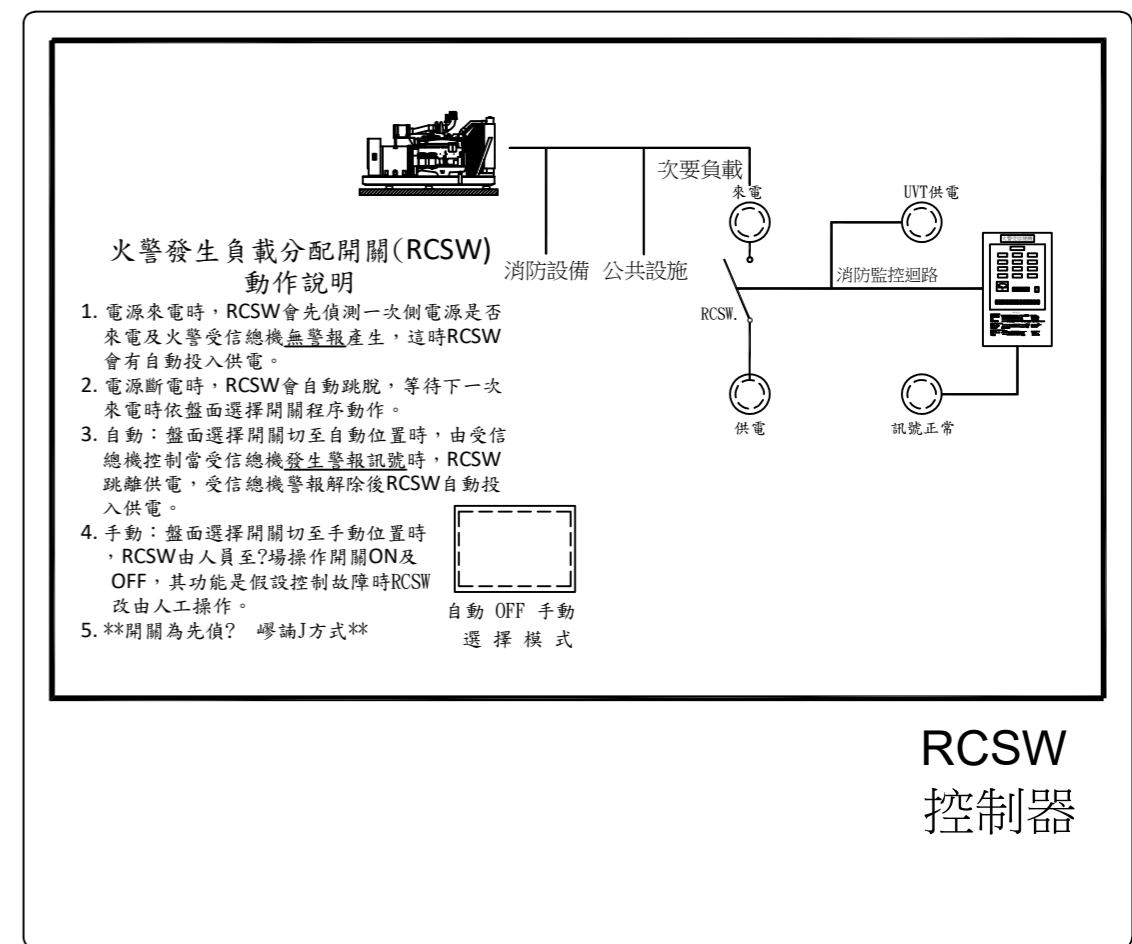 次要負載
來電
UVT供電
火警發生負載分配開關(RCSW)
動作說明
消防設備 公共設施
消防監控迴路
RCSW.
1. 電源來電時，RCSW會先偵測一次側電源是否
來電及火警受信總機無警報產生，這時RCSW
會有自動投入供電。
2. 電源斷電時，RCSW會自動跳脫，等待下一次
來電時依盤面選擇開關程序動作。
供電
訊號正常
3. 自動：盤面選擇開關切至自動位置時，由受信
總機控制當受信總機發生警報訊號時，RCSW
跳離供電，受信總機警報解除後RCSW自動投
入供電。
4. 手動：盤面選擇開關切至手動位置時
，RCSW由人員至?場操作開關ON及
OFF，其功能是假設控制故障時RCSW
改由人工操作。
5. **開關為先偵? 嵺諵J方式**
自動 OFF 手動
選擇模式
RCSW
控制器